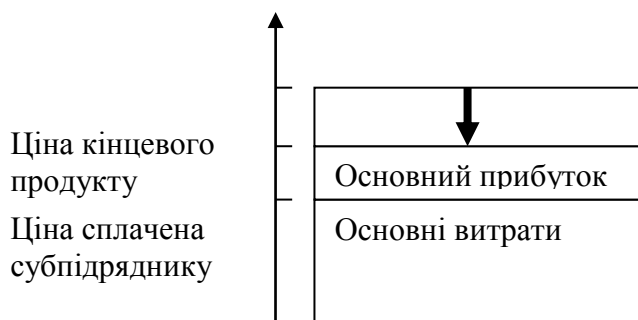 Ціна кінцевого
продукту
Основний прибуток
Ціна сплачена
субпідряднику
Основні витрати